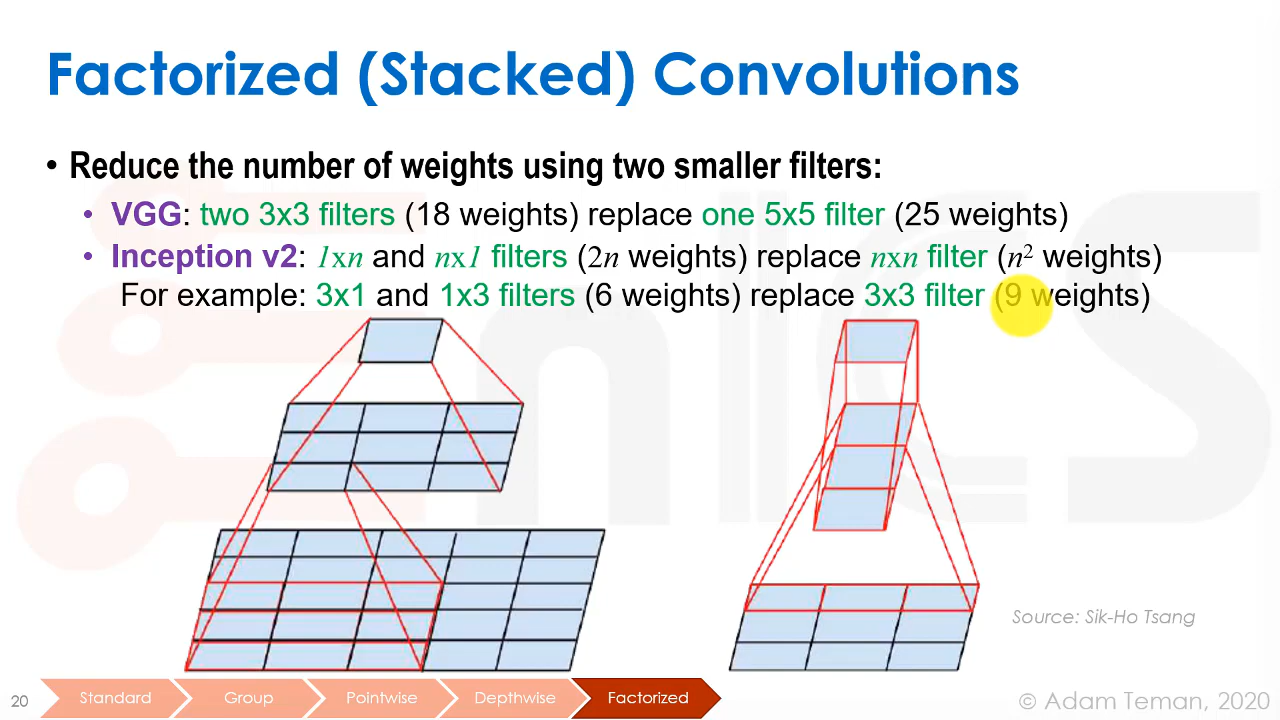 Factorized (Stacked) Convolutions
• Reduce the number of weights using two smaller filters:
• VGG: two 3x3 filters (18 weights) replace one 5x5 filter (25 weights)
• Inception v2: 1xn and nx1 filters (2n weights) replace nxn filter (n² weights)
For example: 3x1 and 1x3 filters (6 weights) replace 3x3 filter (9 weights)
Source: Sik-Ho Tsang
20
Standard
Group
Pointwise
Depthwise
Factorized
© Adam Teman, 2020
EnICS